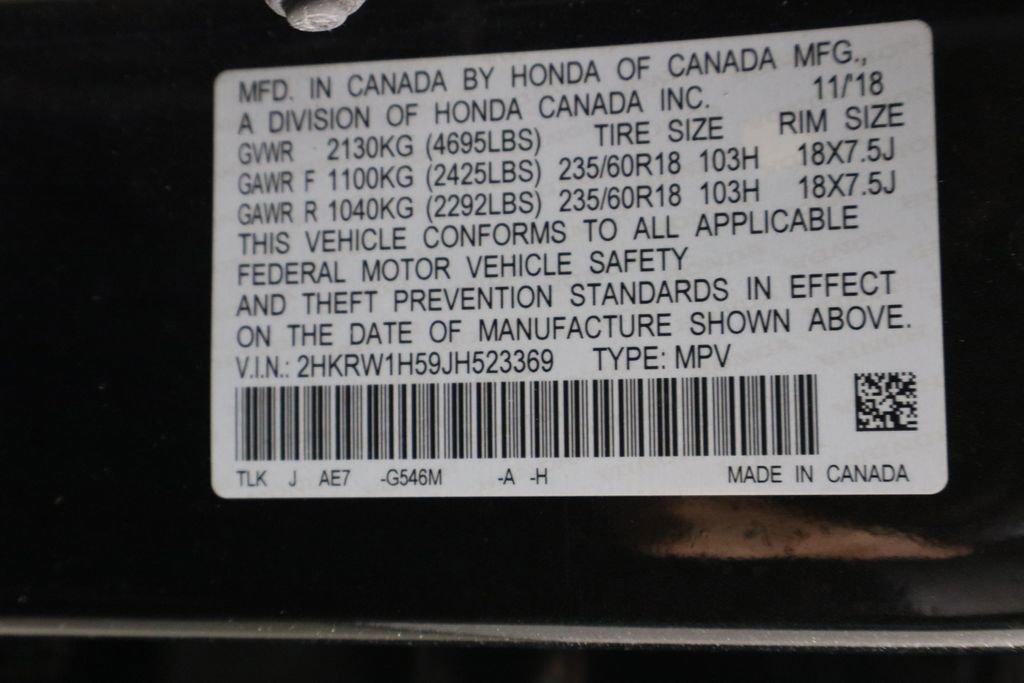 MFD. IN CANADA BY HONDA OF CANADA MFG.,
A DIVISION OF HONDA CANADA INC. 11/'18
GVWR 2130KG (4695LBS) TIRE SIZE RIM SIZE
GAWR F 1100KG (2425LBS) 235/60R18 103H 18X7.5J
GAWR R 1040KG (2292LBS) 235/60R18 103H 18X7.5J
THIS VEHICLE CONFORMS TO ALL APPLICABLE
FEDERAL MOTOR VEHICLE SAFETY
AND THEFT PREVENTION STANDARDS IN EFFECT
ON THE DATE OF MANUFACTURE SHOWN ABOVE.
V.I.N.: 2HKRW1H59JH523369 TYPE: MPV
TLK J AE7 -G546M -A -H MADE IN CANADA